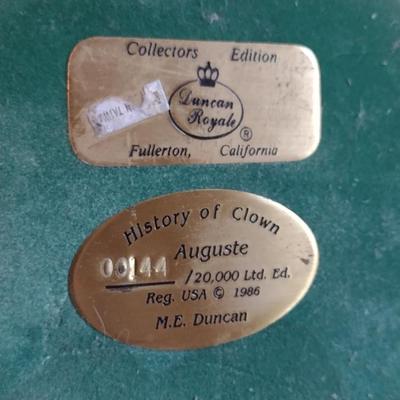 Collectors Edition
Duncan
Royale
®
Fullerton, California
History of Clown
Auguste
00144 /20,000 Ltd. Ed.
Reg. USA © 1986
M.E. Duncan